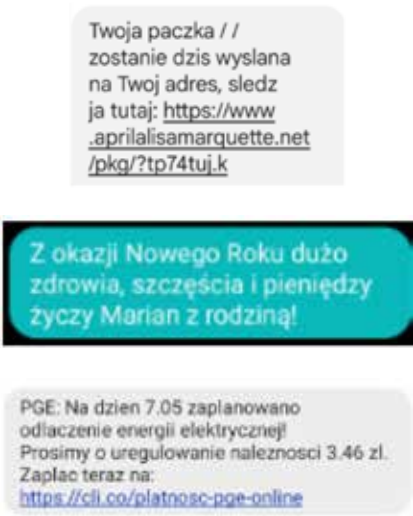 Twoja paczka / /
zostanie dzis wyslana
na Twoj adres, sledz
ja tutaj: https://www
.aprilalisamarquette.net
/pkg/?tp74tuj.k
Z okazji Nowego Roku dużo
zdrowia, szczęścia i pieniędzy
życzy Marian z rodziną!
PGE: Na dzien 7.05 zaplanowano
odlaczenie energii elektrycznej!
Prosimy o uregulowanie naleznosci 3.46 zl.
Zaplac teraz na:
https://cli.co/platnosc-pge-online